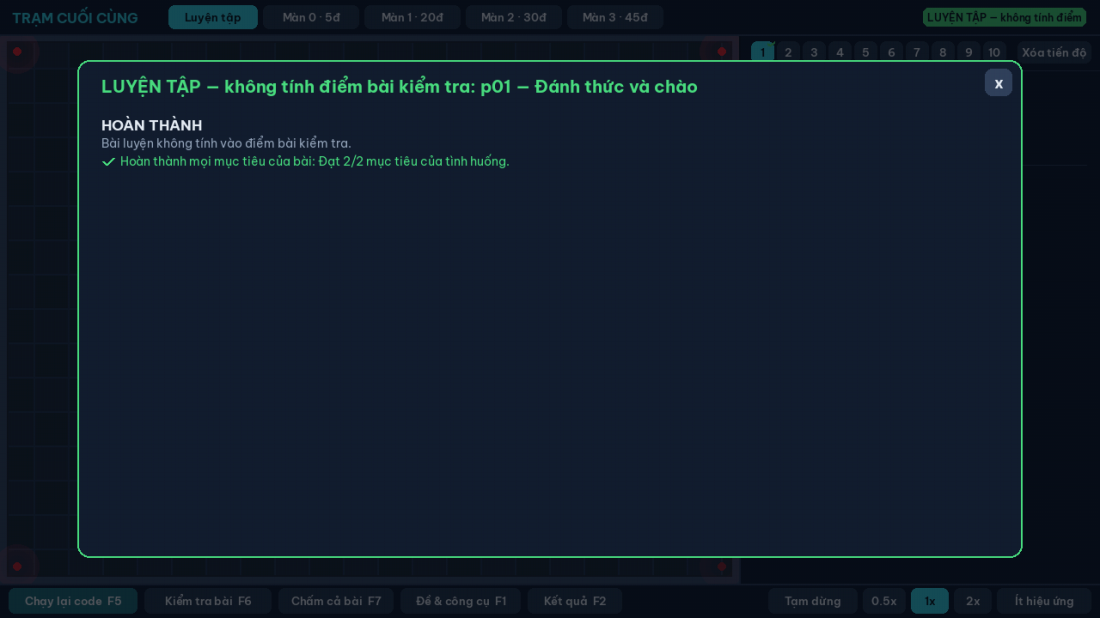 TRẠM CUỐI CÙNG
Luyện tập
Màn 0 · 5đ
Màn 1 · 20đ
Màn 2 · 30đ
Màn 3 · 45đ
LUYỆN TẬP — không tính điểm
1 2 3 4 5 6 7 8 9 10 Xóa tiến độ
LUYỆN TẬP — không tính điểm bài kiểm tra: p01 — Đánh thức và chào
x
HOÀN THÀNH
Bài luyện không tính vào điểm bài kiểm tra.
✓ Hoàn thành mọi mục tiêu của bài: Đạt 2/2 mục tiêu của tình huống.
Chạy lại code F5
Kiểm tra bài F6
Chấm cả bài F7
Đề & công cụ F1
Kết quả F2
Tạm dừng
0.5x
1x
2x
Ít hiệu ứng